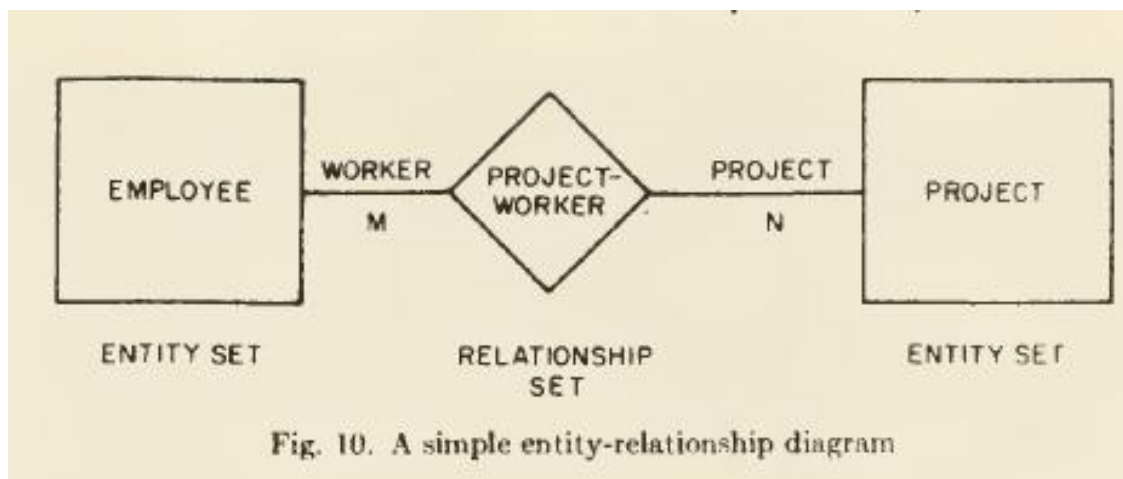 EMPLOYEE
WORKER
M
PROJECT-
WORKER
PROJECT
N
PROJECT
ENTITY SET
RELATIONSHIP
SET
ENTITY SET
Fig. 10. A simple entity-relationship diagram